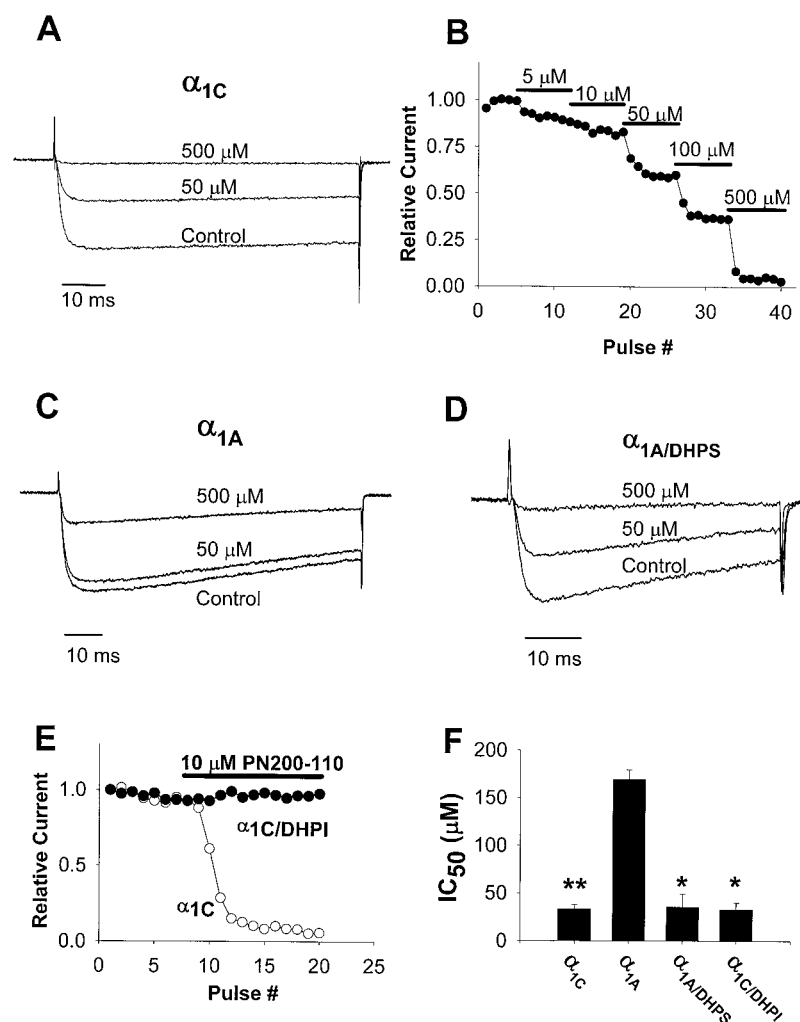 A
α1C
500 μM
50 μM
Control
10 ms
B
Relative Current
1.00
0.75
0.50
0.25
0.00
5 μM
10 μM
50 μM
100 μM
500 μM
0
10
20
30
40
Pulse #
C
α1A
500 μM
50 μM
Control
10 ms
D
α1A/DHPS
500 μM
50 μM
Control
10 ms
E
Relative Current
1.0
0.5
0.0
10 μM PN200-110
α1C/DHPI
α1C
0
5
10
15
20
25
Pulse #
F
IC50 (μM)
200
150
100
50
0
**
*
*
α1C
α1A
α1A/DHPS
α1C/DHPI